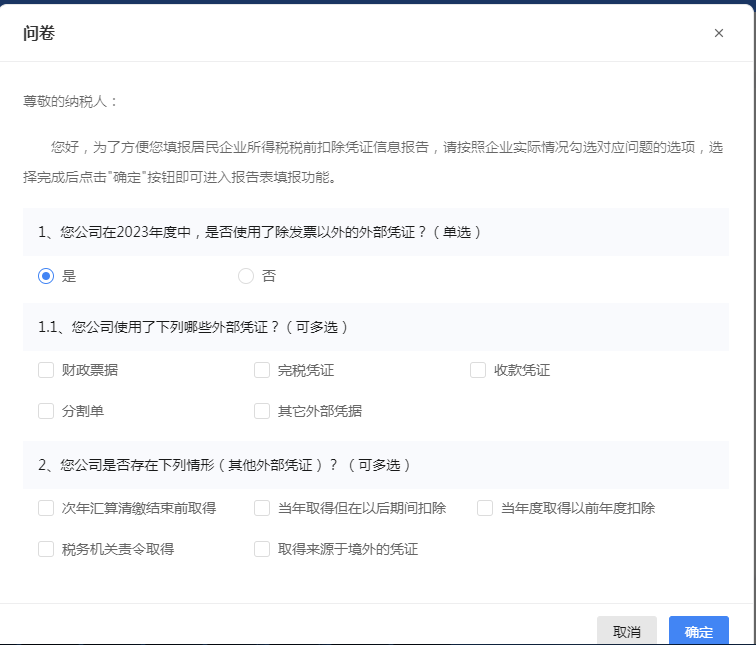 问卷
×
尊敬的纳税人：
您好，为了方便您填报居民企业所得税税前扣除凭证信息报告，请按照企业实际情况勾选对应问题的选项，选
择完成后点击"确定"按钮即可进入报告表填报功能。
1、您公司在2023年度中，是否使用了除发票以外的外部凭证？（单选）
是 否
1.1、您公司使用了下列哪些外部凭证？（可多选）
财政票据 完税凭证 收款凭证
分割单 其它外部凭据
2、您公司是否存在下列情形（其他外部凭证）？（可多选）
次年汇算清缴结束前取得 当年取得但在以后期间扣除 当年度取得以前年度扣除
税务机关责令取得 取得来源于境外的凭证
取消 确定